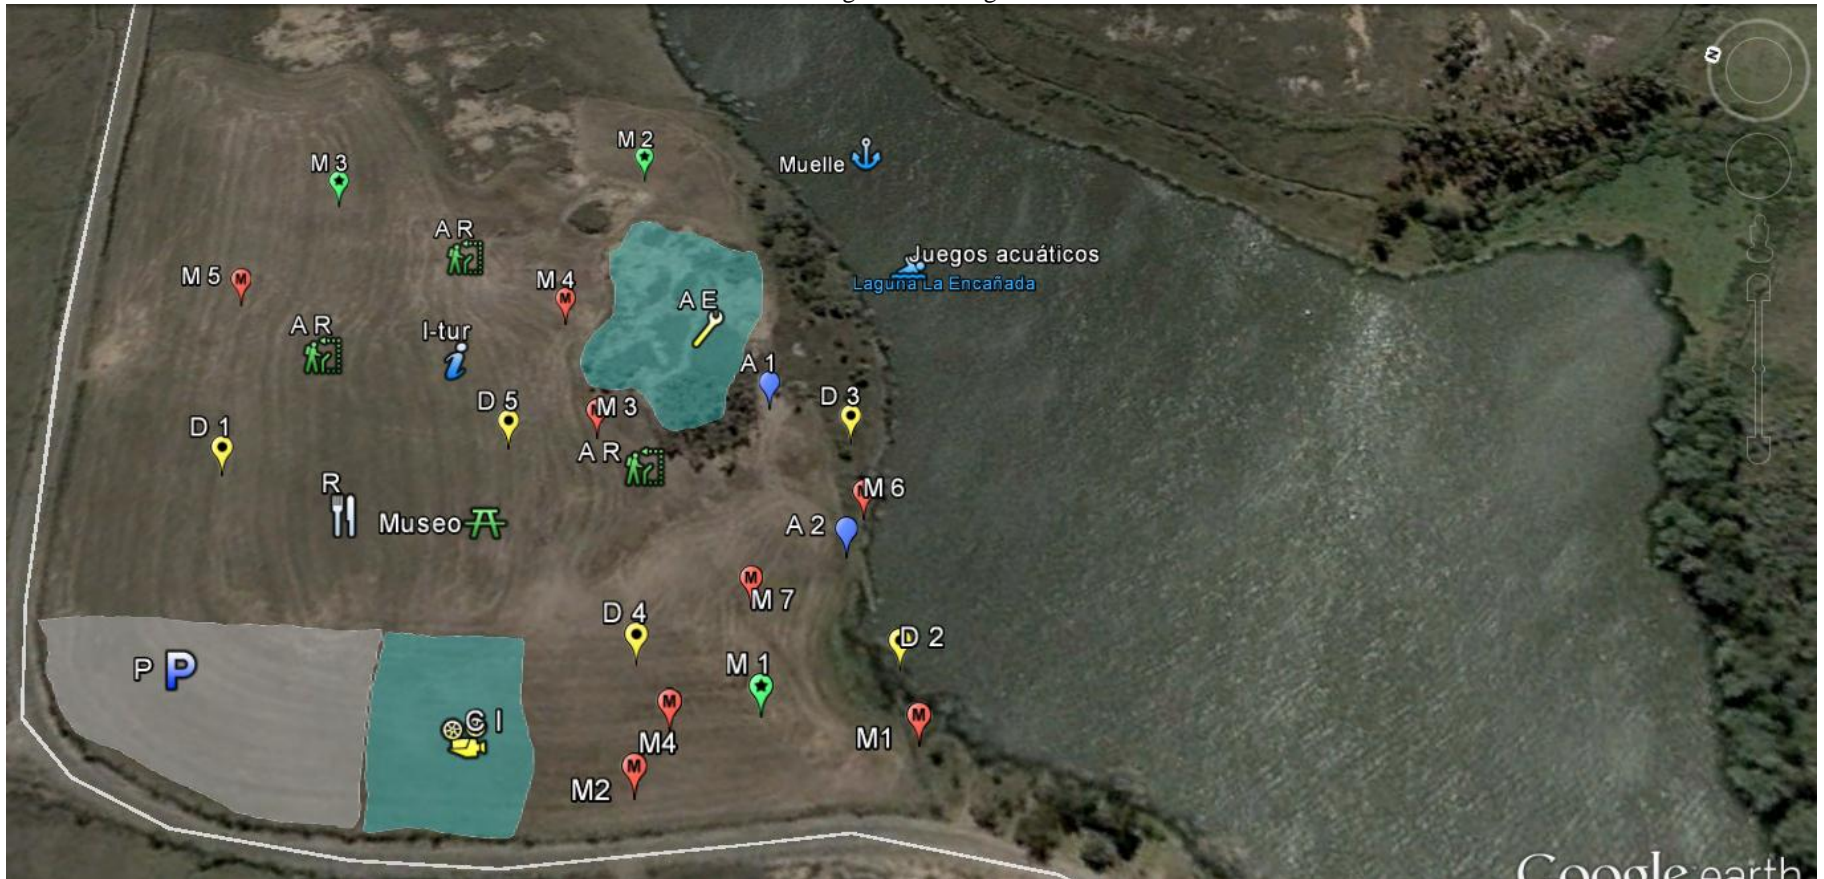 M 2
M 3
Muelle
N
A R
Juegos acuáticos
Laguna La Encañada
M 5
M
M 4
M
A E
A R
I-tur
A 1
D 5
M 3
D 3
D 1
A R
R
M 6
Museo
A 2
M
M 7
D 4
D 2
P P
M 1
C I
M
M
M4
M1
M
M2
Google earth